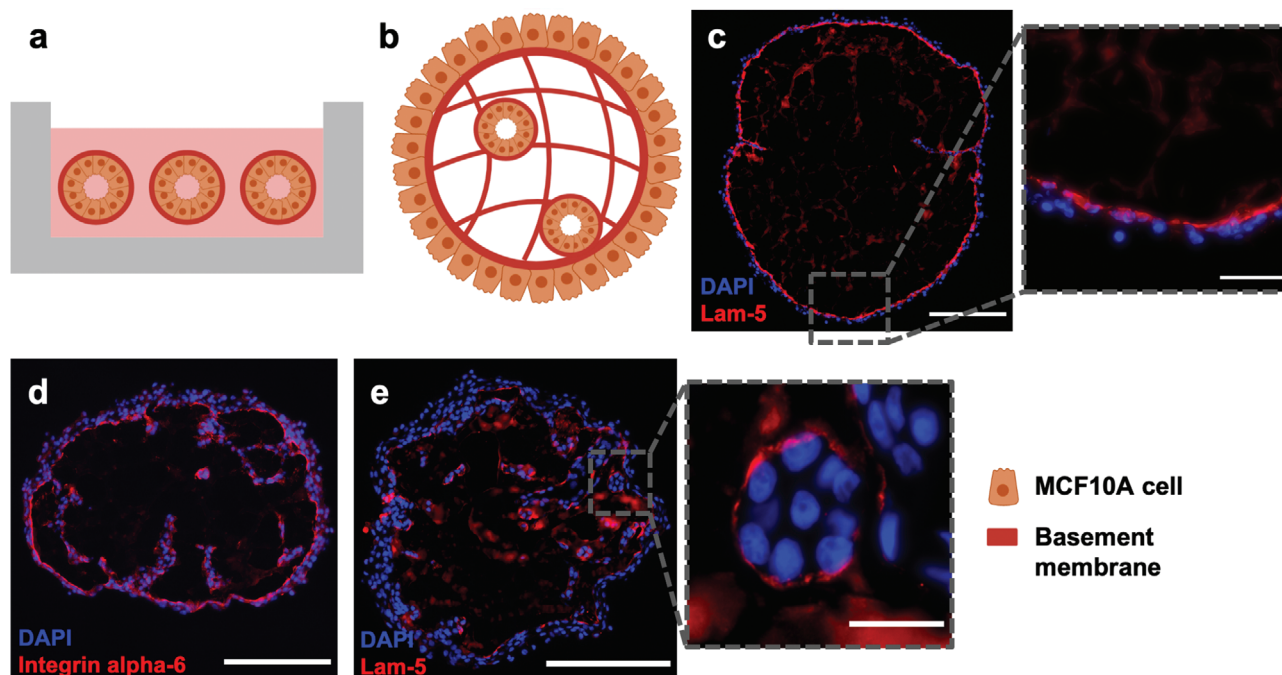 a
b
c
DAPI
Lam-5
d
DAPI
Integrin alpha-6
e
DAPI
Lam-5
MCF10A cell
Basement
membrane